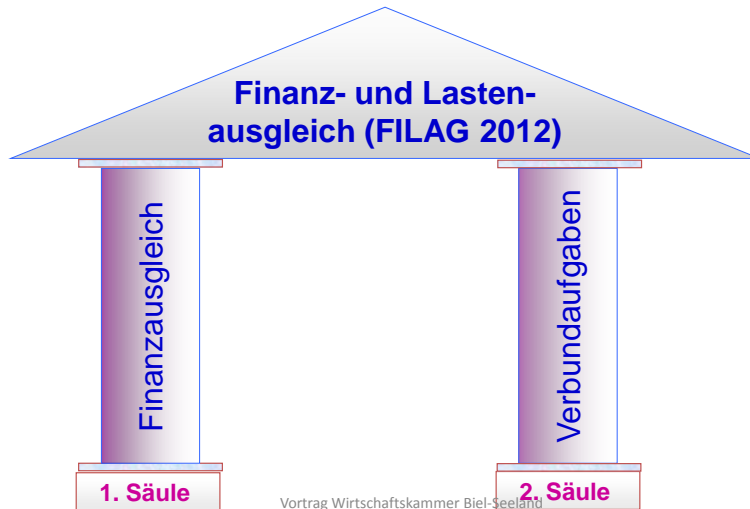 Finanz- und Lasten-
ausgleich (FILAG 2012)
Finanzausgleich
Verbundaufgaben
1. Säule
2. Säule
Vortrag Wirtschaftskammer Biel-Seeland